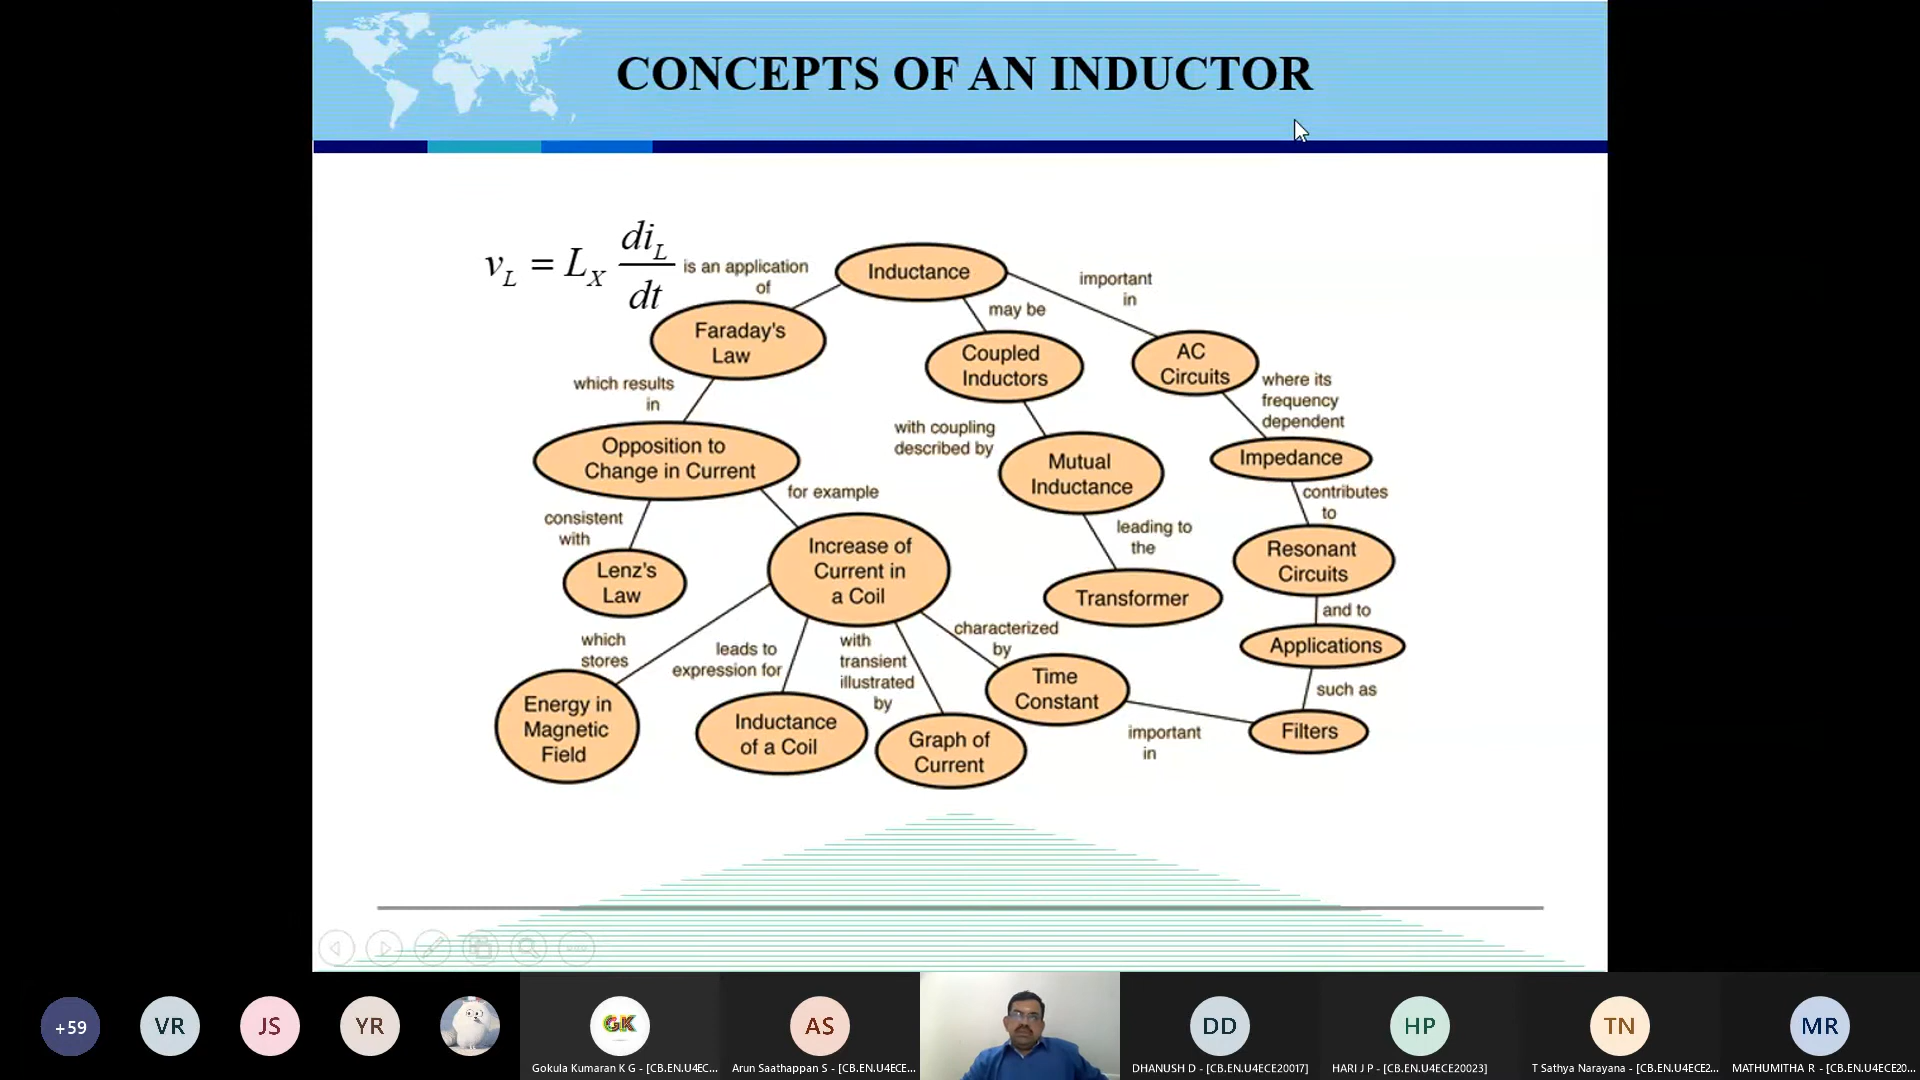 CONCEPTS OF AN INDUCTOR
v_L = L_X di_L/dt
is an application
of
Inductance
important
in
may be
Faraday's
Law
Coupled
Inductors
AC
Circuits
which results
in
where its
frequency
dependent
with coupling
described by
Opposition to
Change in Current
Mutual
Inductance
Impedance
for example
contributes
to
consistent
with
leading to
the
Increase of
Current in
a Coil
Resonant
Circuits
Lenz's
Law
Transformer
and to
characterized
by
Applications
which
stores
leads to
expression for
with
transient
illustrated
by
Time
Constant
such as
Energy in
Magnetic
Field
Inductance
of a Coil
Graph of
Current
important
in
Filters
+59
VR
JS
YR
GK
AS
DD
HP
TN
MR
Gokula Kumaran K G - [CB.EN.U4EC...
Arun Saathappan S - [CB.EN.U4ECE...
DHANUSH D - [CB.EN.U4ECE20017]
HARI J P - [CB.EN.U4ECE20023]
T Sathya Narayana - [CB.EN.U4ECE2...
MATHUMITHA R - [CB.EN.U4ECE20...